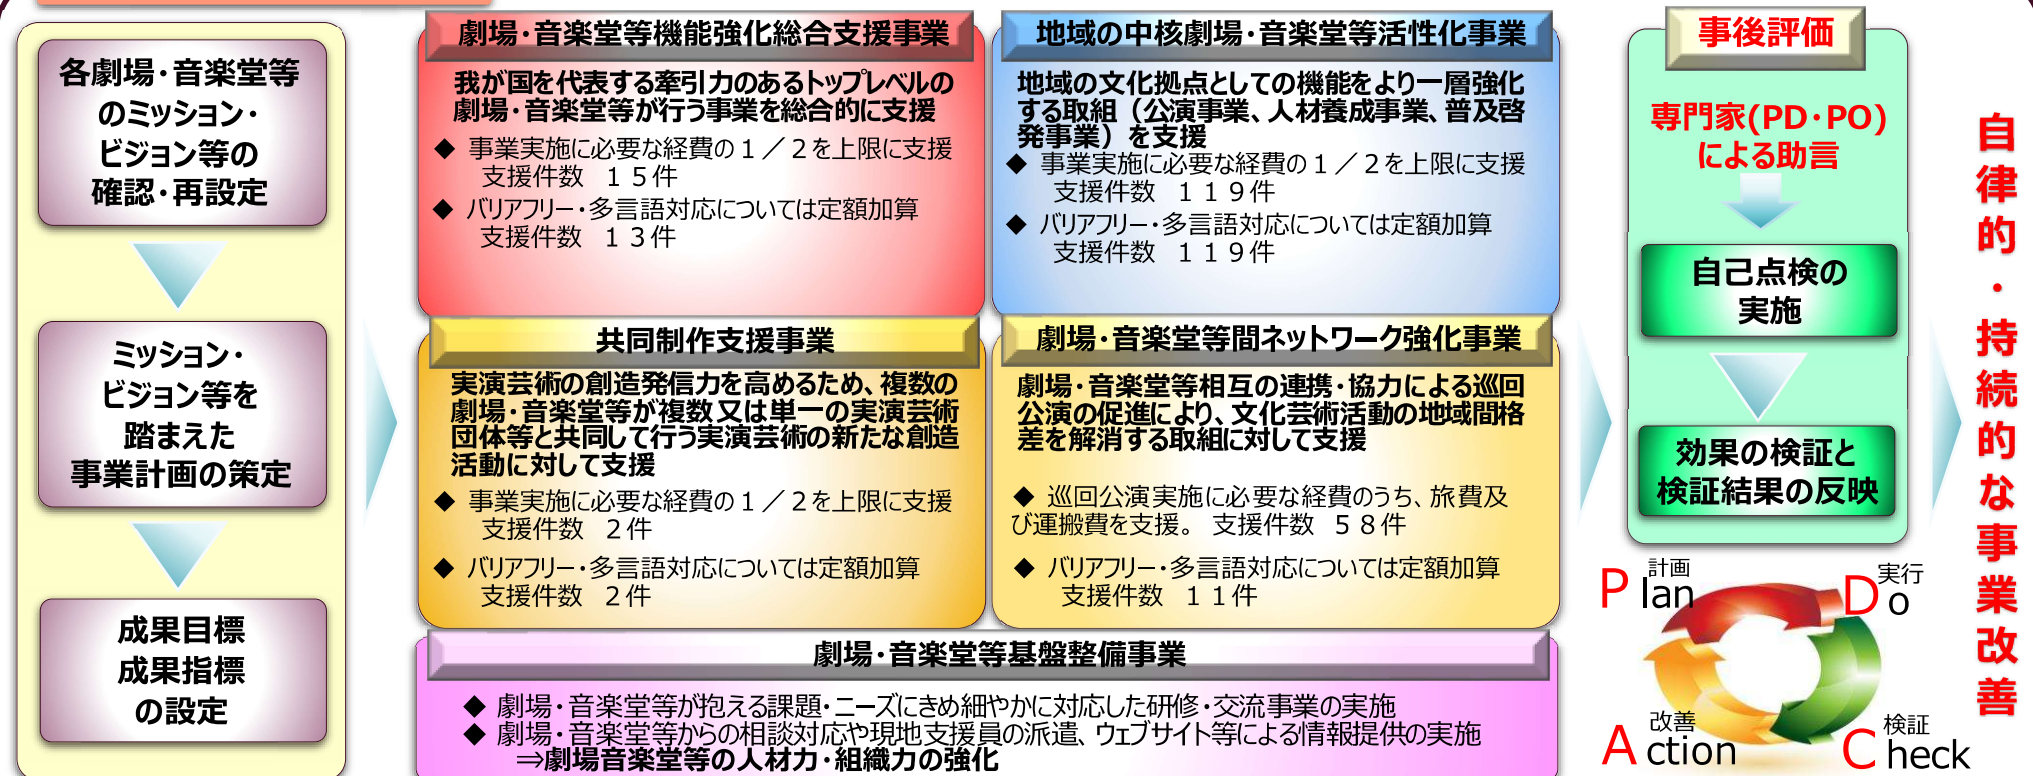 各劇場・音楽堂等
のミッション・
ビジョン等の
確認・再設定
ミッション・
ビジョン等を
踏まえた
事業計画の策定
成果目標
成果指標
の設定
劇場・音楽堂等機能強化総合支援事業
我が国を代表する牽引力のあるトップレベルの
劇場・音楽堂等が行う事業を総合的に支援
◆ 事業実施に必要な経費の１／２を上限に支援
支援件数 １５件
◆ バリアフリー・多言語対応については定額加算
支援件数 １３件
地域の中核劇場・音楽堂等活性化事業
地域の文化拠点としての機能をより一層強化
する取組（公演事業、人材養成事業、普及啓
発事業）を支援
◆ 事業実施に必要な経費の１／２を上限に支援
支援件数 １１９件
◆ バリアフリー・多言語対応については定額加算
支援件数 １１９件
共同制作支援事業
実演芸術の創造発信力を高めるため、複数の
劇場・音楽堂等が複数又は単一の実演芸術
団体等と共同して行う実演芸術の新たな創造
活動に対して支援
◆ 事業実施に必要な経費の１／２を上限に支援
支援件数 ２件
◆ バリアフリー・多言語対応については定額加算
支援件数 ２件
劇場・音楽堂等間ネットワーク強化事業
劇場・音楽堂等相互の連携・協力による巡回
公演の促進により、文化芸術活動の地域間格
差を解消する取組に対して支援
◆ 巡回公演実施に必要な経費のうち、旅費及
び運搬費を支援。 支援件数 ５８件
◆ バリアフリー・多言語対応については定額加算
支援件数 １１件
劇場・音楽堂等基盤整備事業
◆ 劇場・音楽堂等が抱える課題・ニーズにきめ細やかに対応した研修・交流事業の実施
◆ 劇場・音楽堂等からの相談対応や現地支援員の派遣、ウェブサイト等による情報提供の実施
⇒劇場音楽堂等の人材力・組織力の強化
事後評価
専門家(PD・PO)
による助言
自己点検の
実施
効果の検証と
検証結果の反映
計画
Plan
実行
Do
改善
Action
検証
Check
自律的・持続的な事業改善